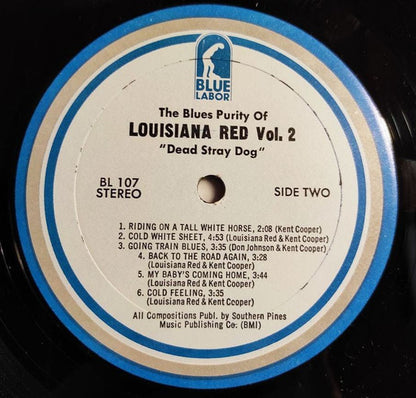 BLUE
LABOR
The Blues Purity Of
LOUISIANA RED Vol. 2
"Dead Stray Dog"
BL 107
STEREO
SIDE TWO
1. RIDING ON A TALL WHITE HORSE, 2:08 (Kent Cooper)
2. COLD WHITE SHEET, 4:53 (Louisiana Red & Kent Cooper)
3. GOING TRAIN BLUES, 3:35 (Don Johnson & Kent Cooper)
4. BACK TO THE ROAD AGAIN, 3:28
(Louisiana Red & Kent Cooper)
5. MY BABY'S COMING HOME, 3:44
(Louisiana Red & Kent Cooper)
6. COLD FEELING, 3:35
(Louisiana Red & Kent Cooper)
All Compositions Publ. by Southern Pines
Music Publishing Co: (BMI)